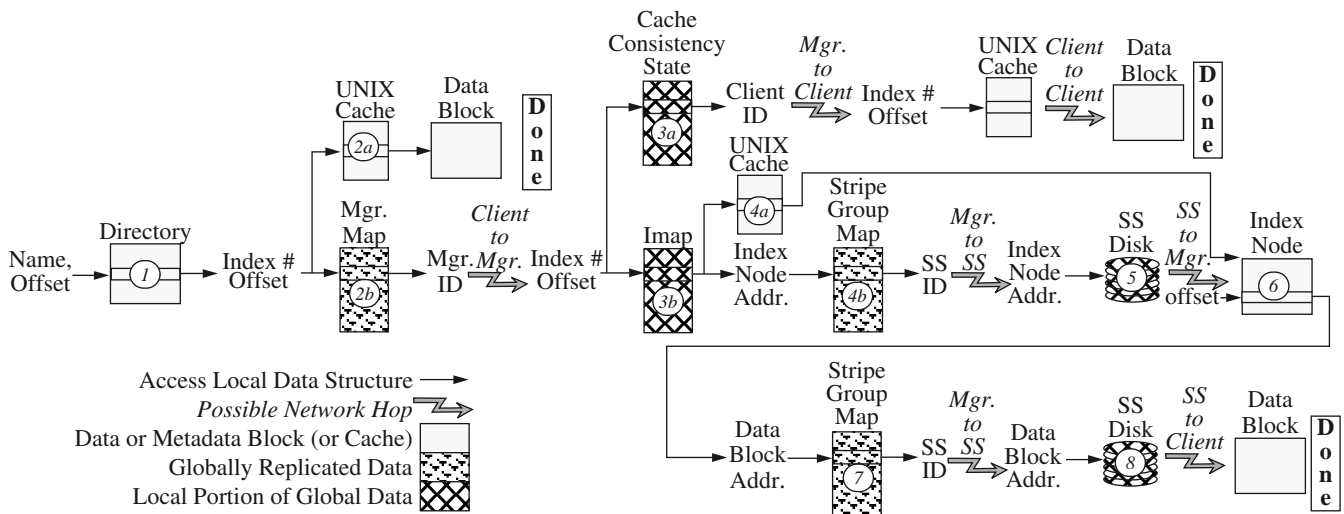 Cache
Consistency
State
3a
Client
ID
Mgr.
to
Client
Index #
Offset
UNIX
Cache
Client
to
Client
Data
Block
Done
UNIX
Cache
2a
Data
Block
Done
Name,
Offset
Directory
1
Index #
Offset
Mgr.
Map
2b
Mgr.
ID
Client
to
Mgr.
Index #
Offset
Imap
3b
UNIX
Cache
4a
Index
Node
Addr.
Stripe
Group
Map
4b
SS
ID
Mgr.
to
SS
Index
Node
Addr.
SS
Disk
5
SS
to
Mgr.
offset
Index
Node
6
Access Local Data Structure
Possible Network Hop
Data or Metadata Block (or Cache)
Globally Replicated Data
Local Portion of Global Data
Data
Block
Addr.
Stripe
Group
Map
7
SS
ID
Mgr.
to
SS
Data
Block
Addr.
SS
Disk
8
SS
to
Client
Data
Block
Done